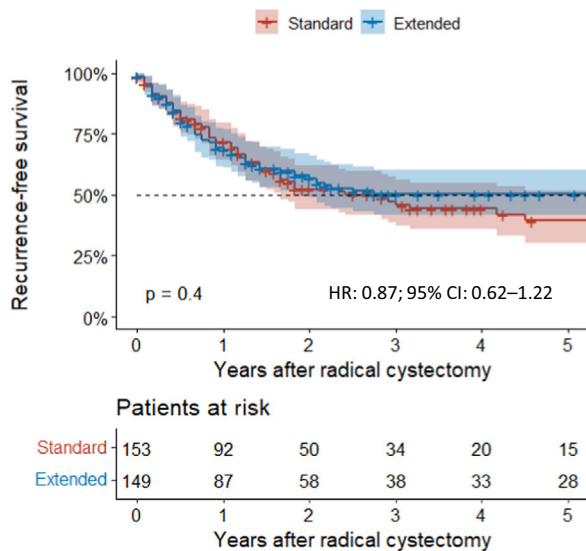 Standard Extended
Recurrence-free survival
100%
75%
50%
25%
0%
p = 0.4
HR: 0.87; 95% CI: 0.62–1.22
0 1 2 3 4 5
Years after radical cystectomy
Patients at risk
Standard 153 92 50 34 20 15
Extended 149 87 58 38 33 28
0 1 2 3 4 5
Years after radical cystectomy